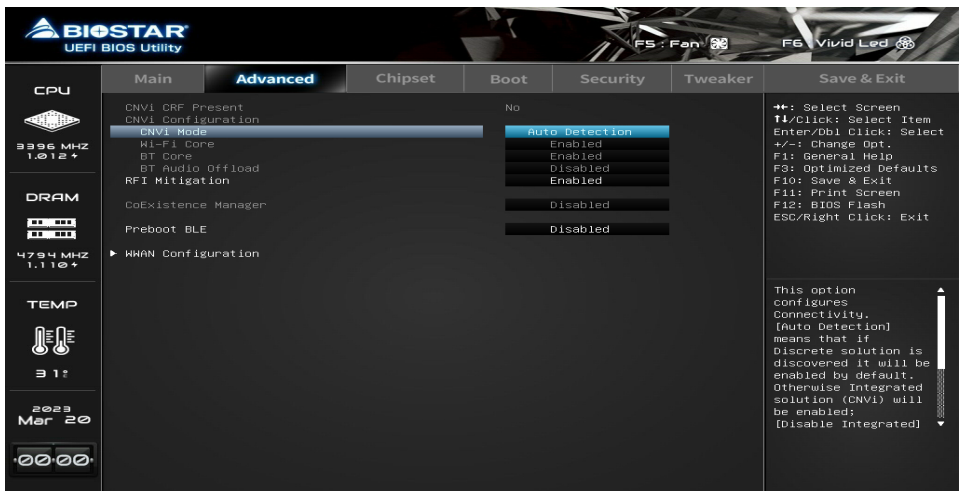 BIOSTAR®
UEFI BIOS Utility
F5 : Fan
F6 Vivid Led
CPU
3396 MHZ
1.012 +
DRAM
4794 MHZ
1.110 +
TEMP
31℃
2023
Mar 20
00:00
Main Advanced Chipset Boot Security Tweaker Save & Exit
CNVi CRF Present No
CNVi Configuration
CNVi Mode Auto Detection
Wi-Fi Core Enabled
BT Core Enabled
BT Audio Offload Disabled
RFI Mitigation Enabled
CoExistence Manager Disabled
Preboot BLE Disabled
▶ WWAN Configuration
→←: Select Screen
↑↓/Click: Select Item
Enter/Dbl Click: Select
+/-: Change Opt.
F1: General Help
F3: Optimized Defaults
F10: Save & Exit
F11: Print Screen
F12: BIOS Flash
ESC/Right Click: Exit
This option
configures
Connectivity.
[Auto Detection]
means that if
Discrete solution is
discovered it will be
enabled by default.
Otherwise Integrated
solution (CNVi) will
be enabled;
[Disable Integrated]